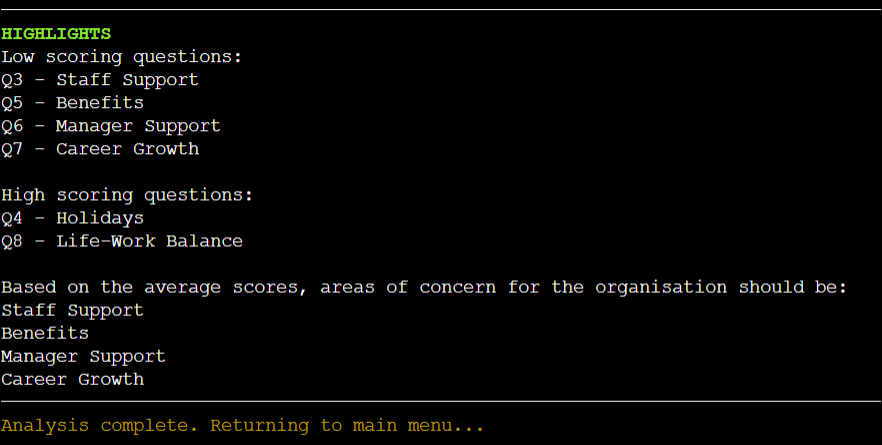 HIGHLIGHTS
Low scoring questions:
Q3 - Staff Support
Q5 - Benefits
Q6 - Manager Support
Q7 - Career Growth
High scoring questions:
Q4 - Holidays
Q8 - Life-Work Balance
Based on the average scores, areas of concern for the organisation should be:
Staff Support
Benefits
Manager Support
Career Growth
Analysis complete. Returning to main menu...